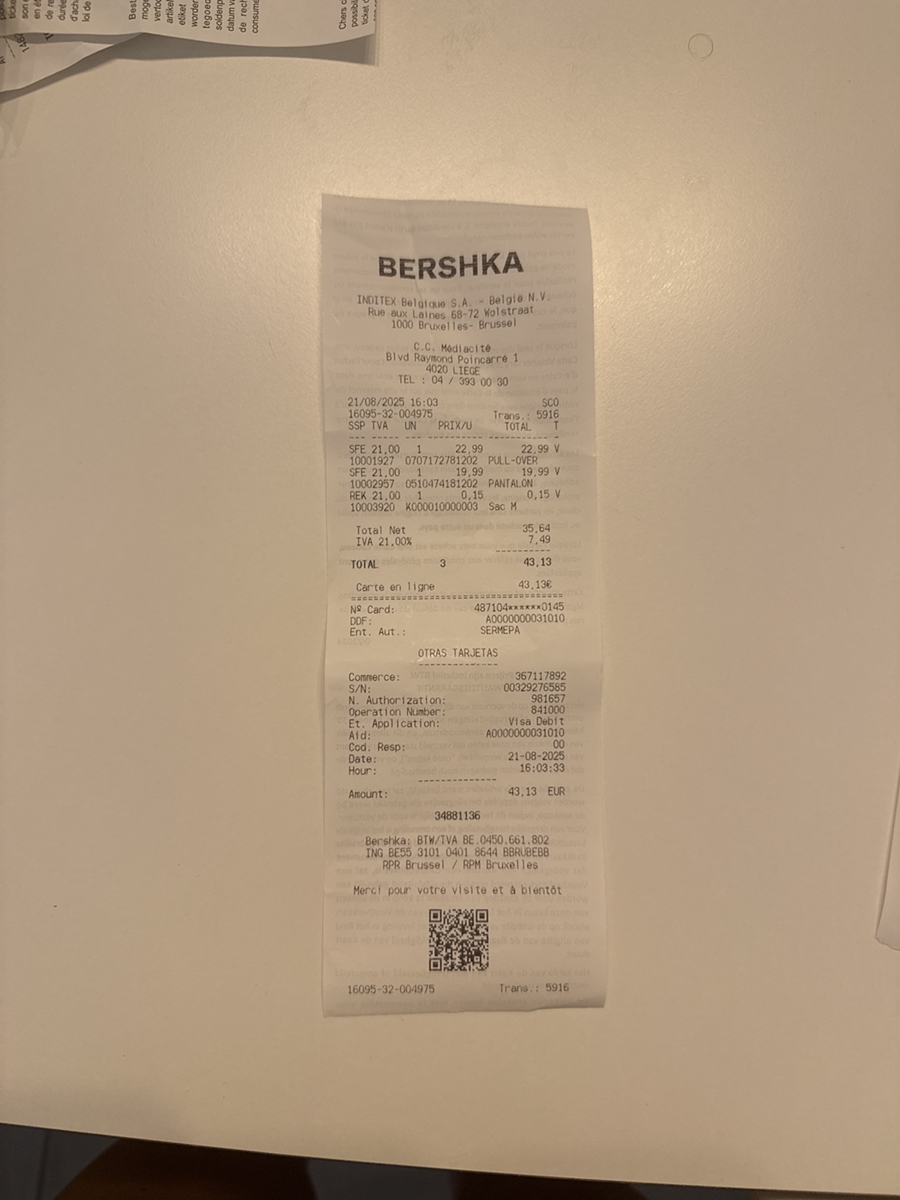 BERSHKA
INDITEX Belgique S.A. - België N.V.
Rue aux Laines 68-72 Wolstraat
1000 Bruxelles- Brussel
C.C. Médiacité
Blvd Raymond Poincarré 1
4020 LIEGE
TEL : 04 / 393 00 30
21/08/2025 16:03 SCO
16095-32-004975 Trans.: 5916
SSP TVA UN PRIX/U TOTAL T
--- ----- --- ---------- ---------- -
SFE 21,00 1 22,99 22,99 V
10001927 0707172781202 PULL-OVER
SFE 21,00 1 19,99 19,99 V
10002957 0510474181202 PANTALON
REK 21,00 1 0,15 0,15 V
10003920 K000010000003 Sac M
Total Net 35,64
IVA 21,00% 7,49
----------
TOTAL 3 43,13
Carte en ligne 43,13€
======================================
Nº Card: 487104******0145
DDF: A0000000031010
Ent. Aut.: SERMEPA
OTRAS TARJETAS
--------------
Commerce: 367117892
S/N: 00329276585
N. Authorization: 981657
Operation Number: 841000
Et. Application: Visa Debit
Aid: A0000000031010
Cod. Resp: 00
Date: 21-08-2025
Hour: 16:03:33
--------------
Amount: 43,13 EUR
34881136
Bershka: BTW/TVA BE.0450.661.802
ING BE55 3101 0401 8644 BBRUBEBB
RPR Brussel / RPM Bruxelles
Merci pour votre visite et à bientôt
16095-32-004975 Trans.: 5916